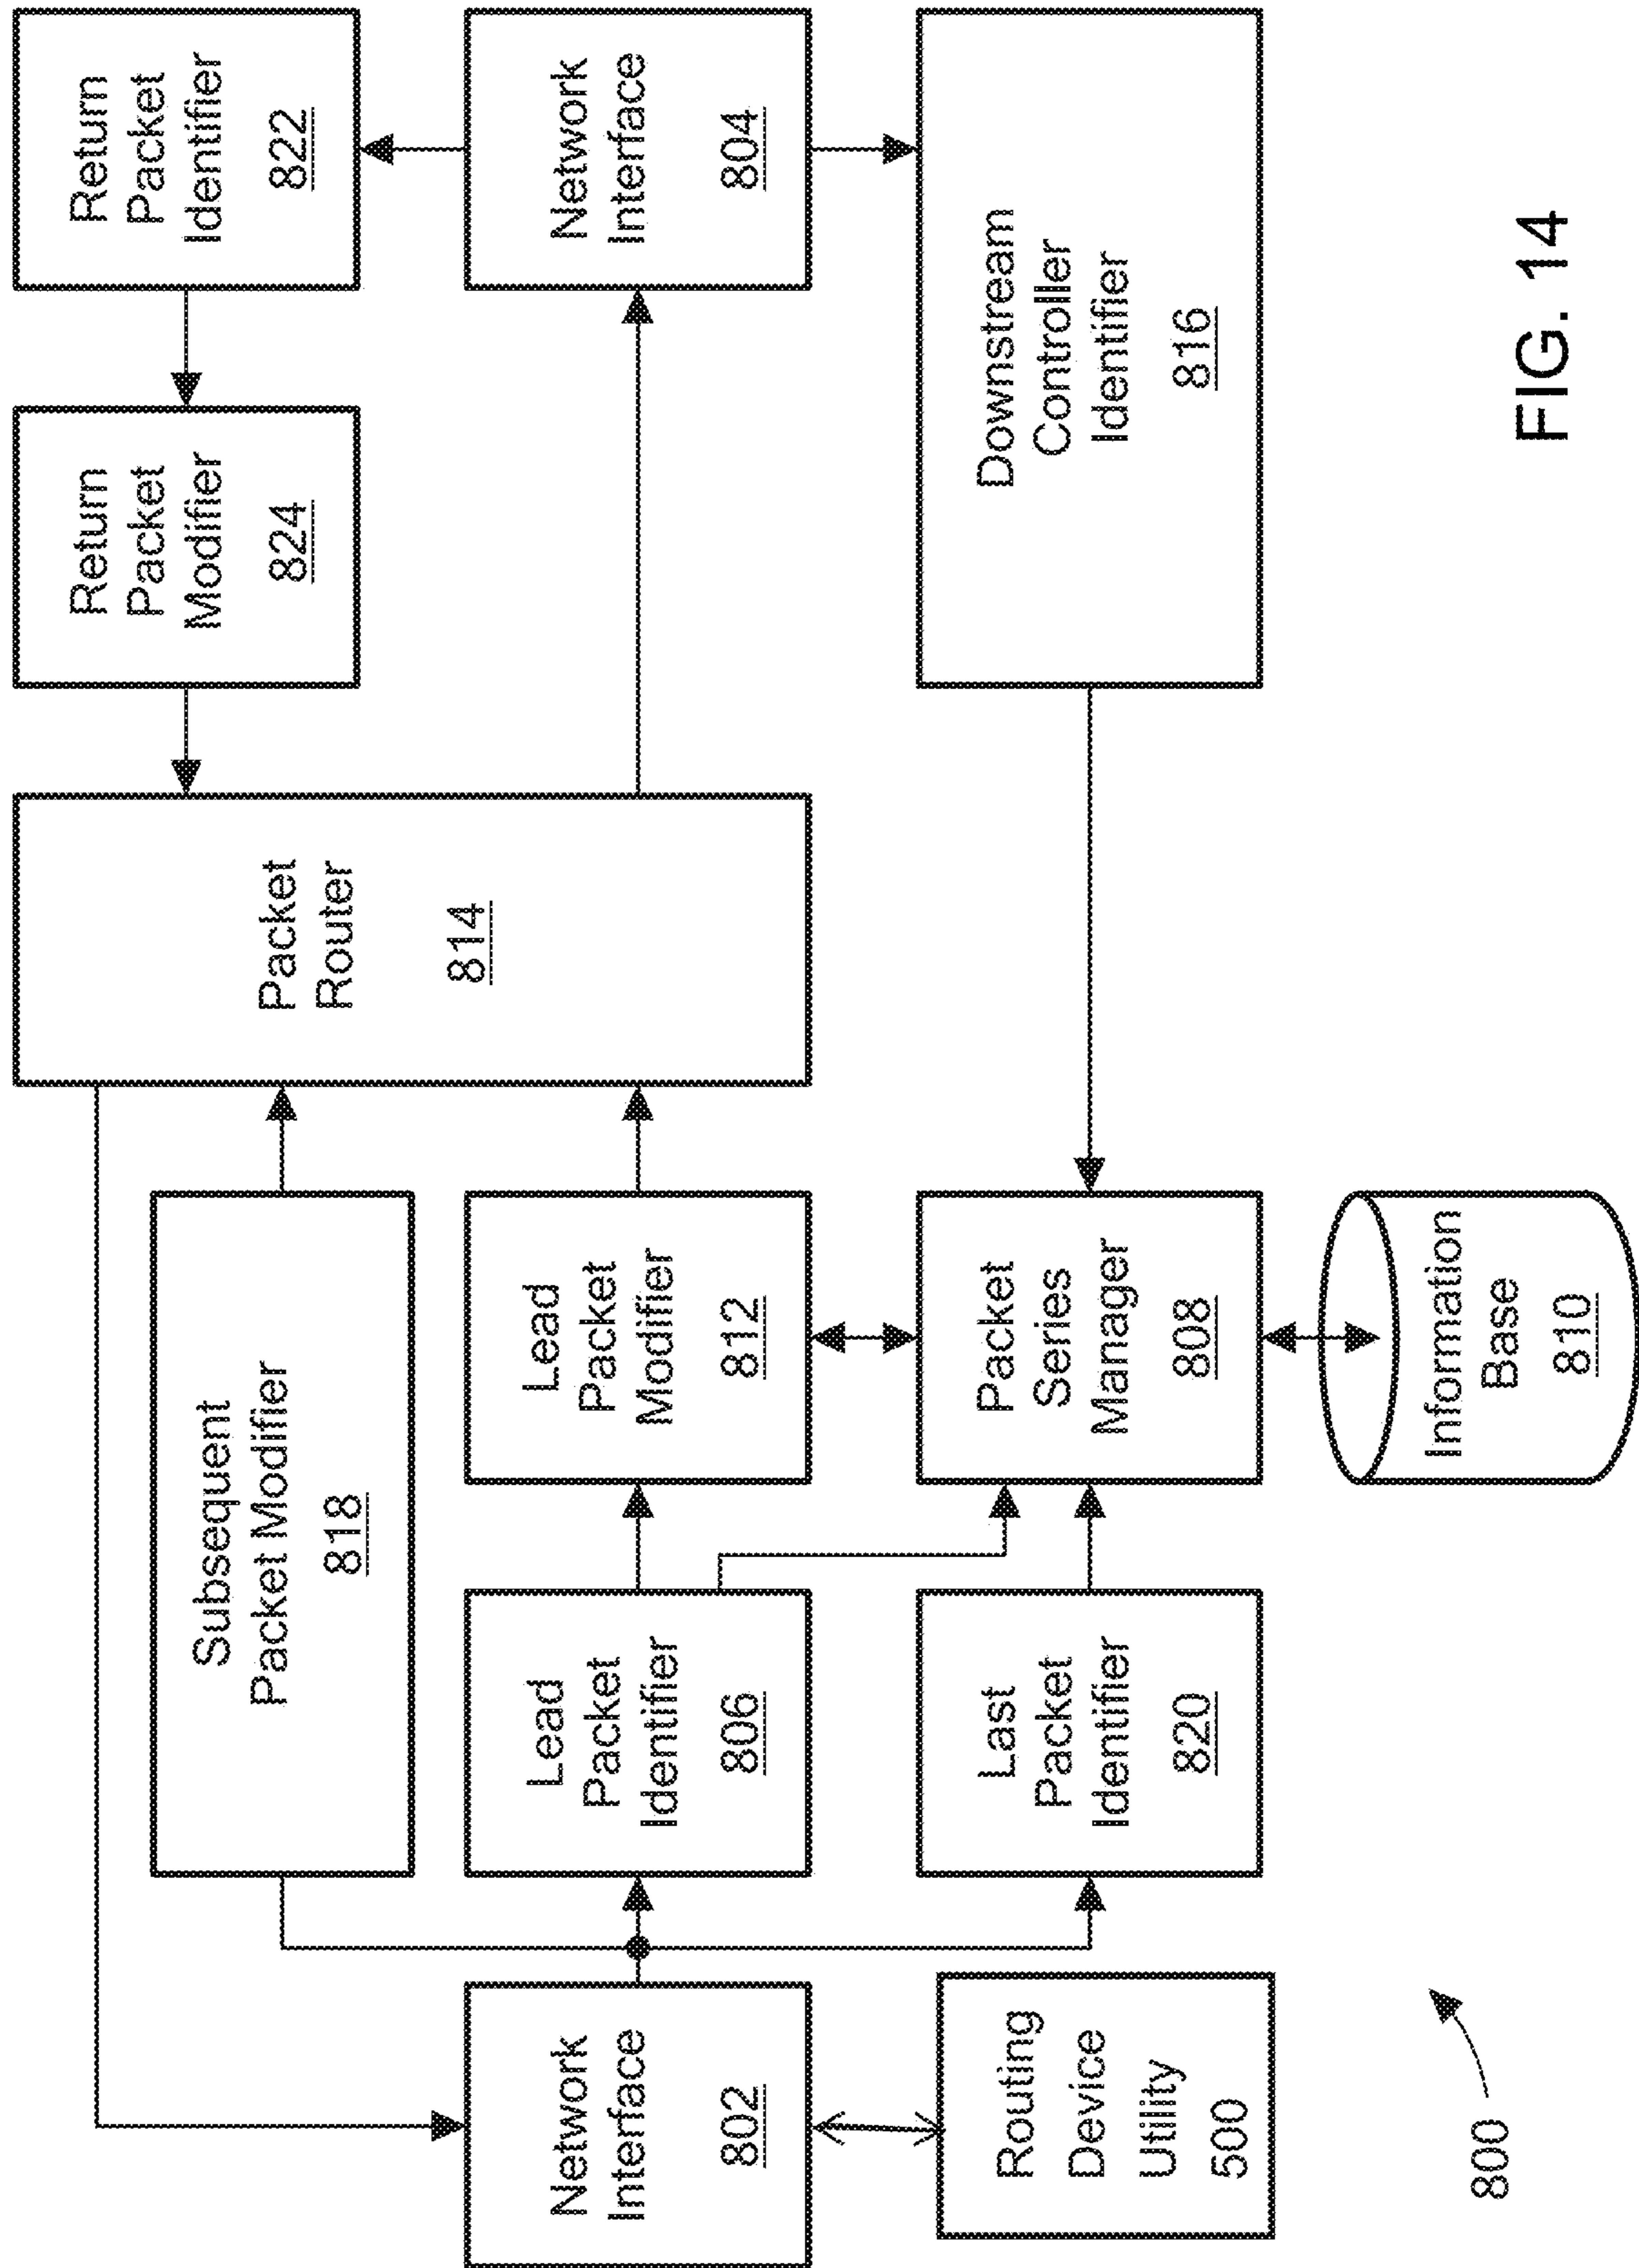 Return
Packet
Identifier
822
Network
Interface
804
Downstream
Controller
Identifier
816
Return
Packet
Modifier
824
Packet
Router
814
Subsequent
Packet Modifier
818
Lead
Packet
Modifier
812
Packet
Series
Manager
808
Information
Base
810
Lead
Packet
Identifier
806
Last
Packet
Identifier
820
Network
Interface
802
Routing
Device
Utility
500
800
FIG. 14